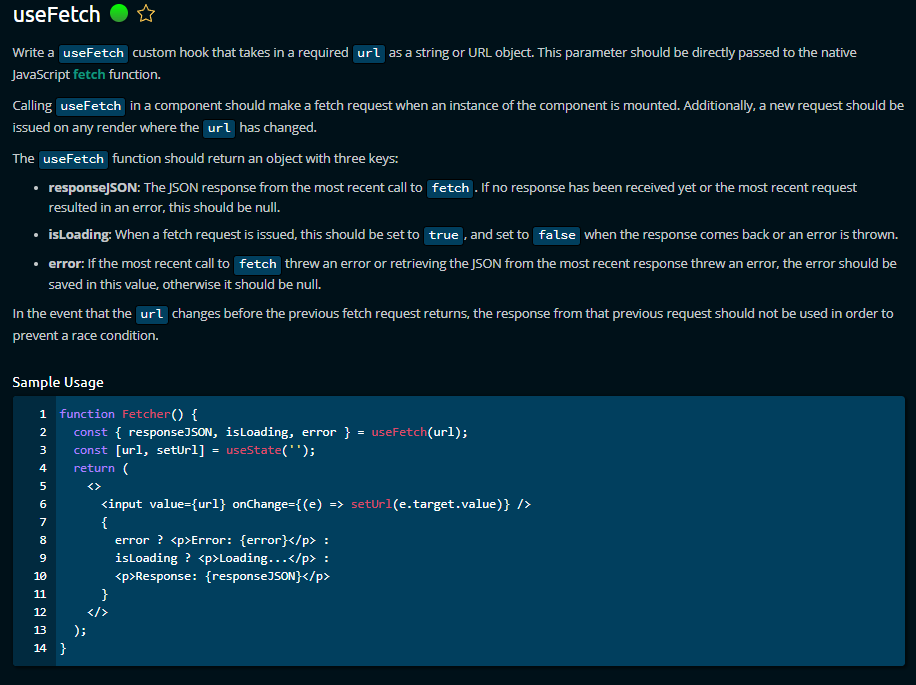 useFetch
Write a useFetch custom hook that takes in a required url as a string or URL object. This parameter should be directly passed to the native
JavaScript fetch function.
Calling useFetch in a component should make a fetch request when an instance of the component is mounted. Additionally, a new request should be
issued on any render where the url has changed.
The useFetch function should return an object with three keys:
• responseJSON: The JSON response from the most recent call to fetch. If no response has been received yet or the most recent request
resulted in an error, this should be null.
• isLoading: When a fetch request is issued, this should be set to true, and set to false when the response comes back or an error is thrown.
• error: If the most recent call to fetch threw an error or retrieving the JSON from the most recent response threw an error, the error should be
saved in this value, otherwise it should be null.
In the event that the url changes before the previous fetch request returns, the response from that previous request should not be used in order to
prevent a race condition.
Sample Usage
1 function Fetcher() {
2   const { responseJSON, isLoading, error } = useFetch(url);
3   const [url, setUrl] = useState('');
4   return (
5     <>
6       <input value={url} onChange={(e) => setUrl(e.target.value)} />
7       {
8         error ? <p>Error: {error}</p> :
9         isLoading ? <p>Loading...</p> :
10         <p>Response: {responseJSON}</p>
11       }
12     </>
13   );
14 }